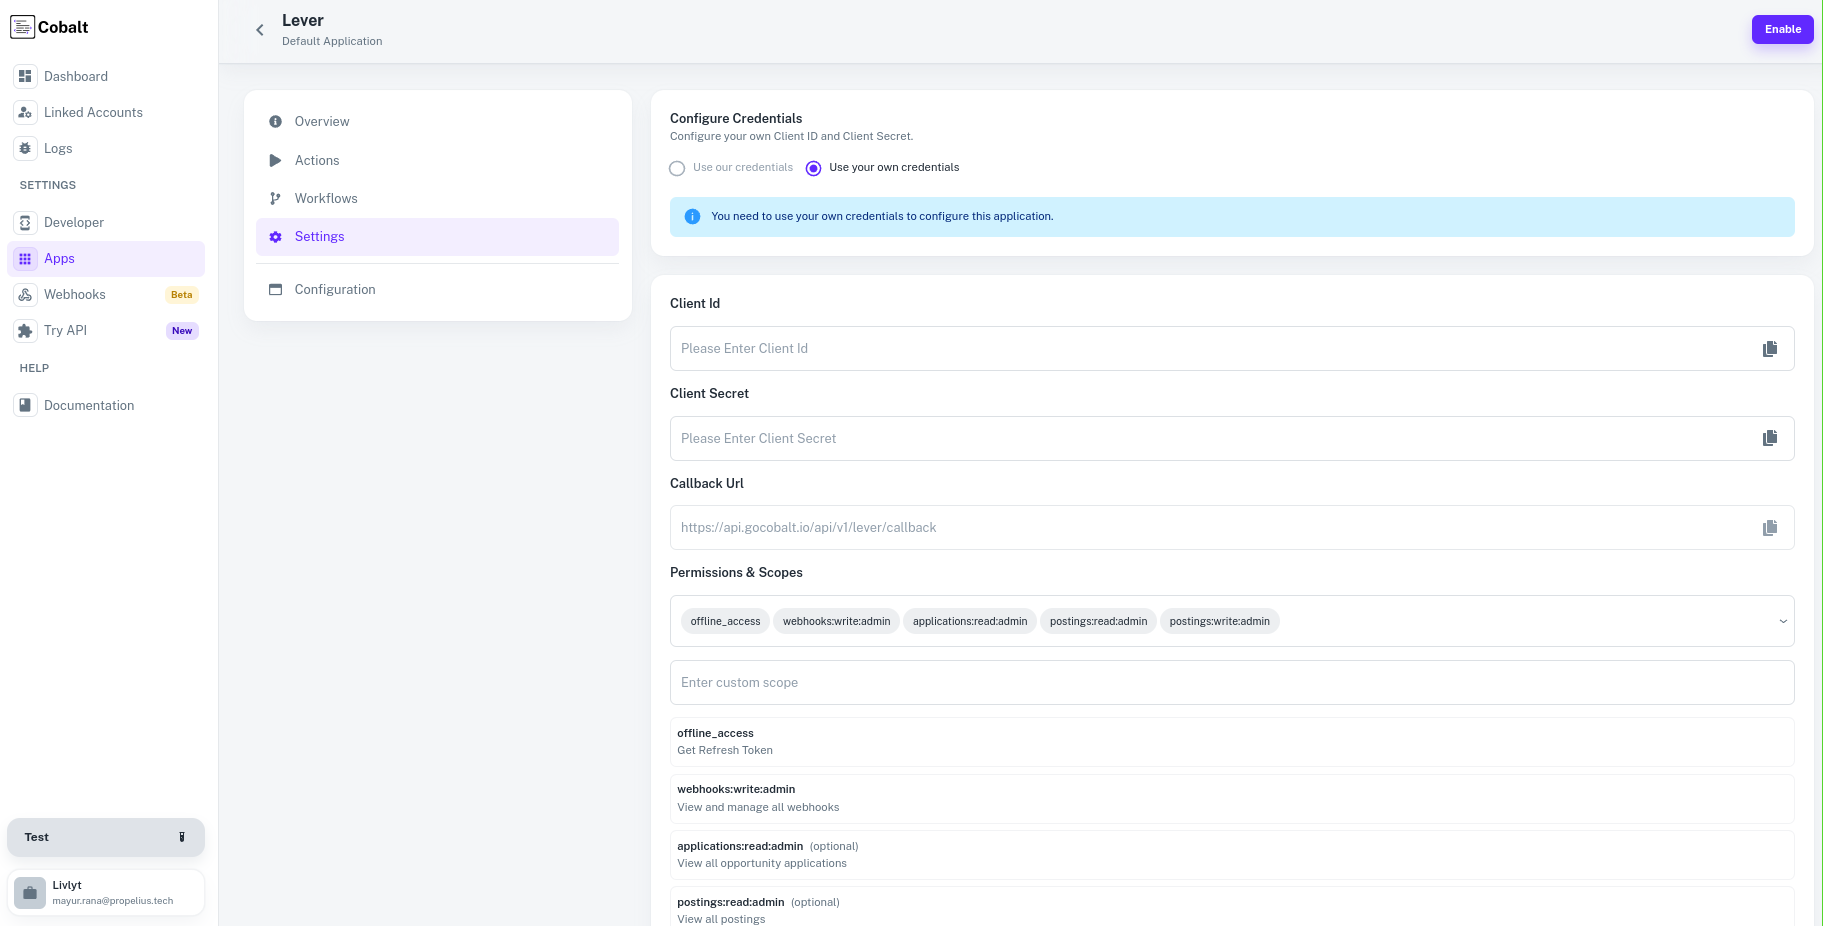 Cobalt
Dashboard
Linked Accounts
Logs
SETTINGS
Developer
Apps
Webhooks Beta
Try API New
HELP
Documentation
Test
Livlyt
mayur.rana@propelius.tech
Lever
Default Application
Enable
Overview
Actions
Workflows
Settings
Configuration
Configure Credentials
Configure your own Client ID and Client Secret.
Use our credentials Use your own credentials
You need to use your own credentials to configure this application.
Client Id
Please Enter Client Id
Client Secret
Please Enter Client Secret
Callback Url
https://api.gocobalt.io/api/v1/lever/callback
Permissions & Scopes
offline_access webhooks:write:admin applications:read:admin postings:read:admin postings:write:admin
Enter custom scope
offline_access
Get Refresh Token
webhooks:write:admin
View and manage all webhooks
applications:read:admin (optional)
View all opportunity applications
postings:read:admin (optional)
View all postings